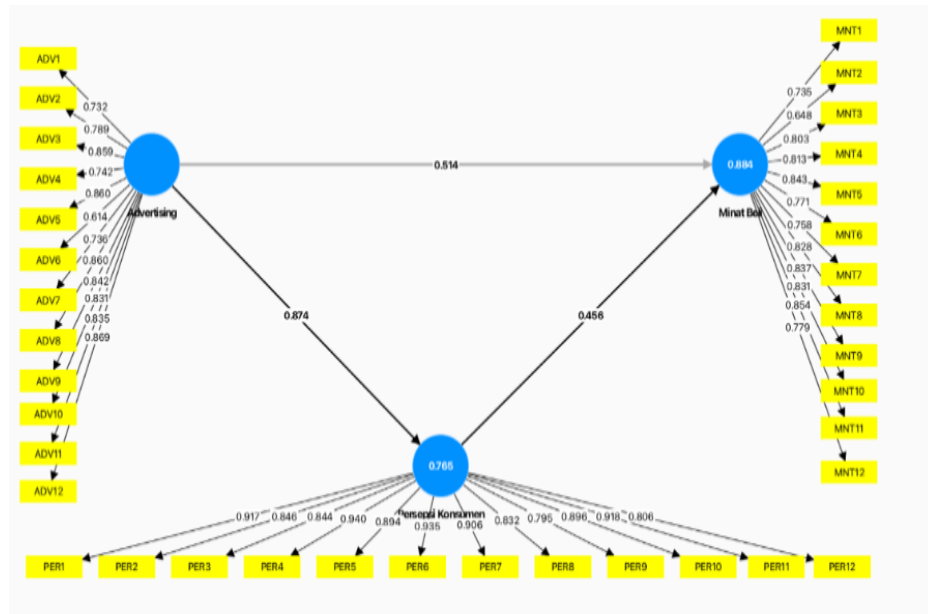 MNT1
ADV1
MNT2
0.735
ADV2
0.732
0.648
MNT3
0.789
0.803
ADV3
0.859
0.813
MNT4
ADV4
0.742
0.514
0.884
0.843
MNT5
0.860
0.771
ADV5
0.614
Advertising
Minat Beli
0.758
MNT6
0.736
0.828
ADV6
0.860
0.837
MNT7
0.842
0.831
ADV7
0.831
0.854
MNT8
0.835
0.874
0.456
0.779
ADV8
0.869
MNT9
ADV9
MNT10
ADV10
MNT11
ADV11
0.765
MNT12
ADV12
Persepsi Konsumen
0.917 0.846 0.844 0.940 0.894 0.935 0.906 0.832 0.795 0.896 0.918 0.806
PER1 PER2 PER3 PER4 PER5 PER6 PER7 PER8 PER9 PER10 PER11 PER12